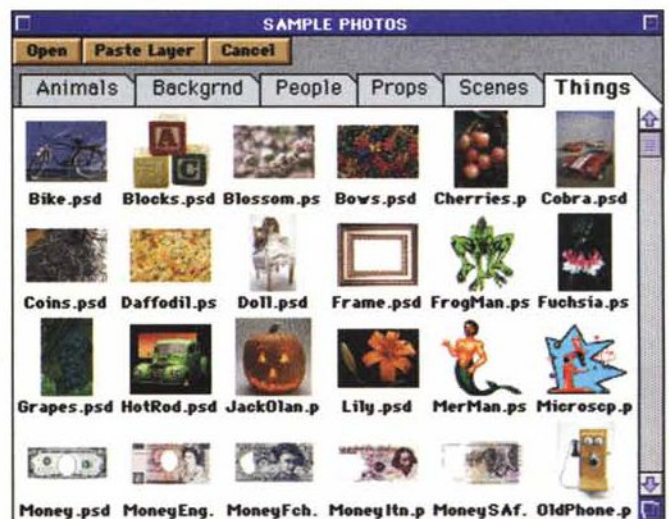 SAMPLE PHOTOS
Open Paste Layer Cancel
Animals Backgrnd People Props Scenes Things
A
C
Bike.psd Blocks.psd Blossom.ps Bows.psd Cherries.p Cobra.psd
Coins.psd Daffodil.ps Doll.psd Frame.psd FrogMan.ps Fuchsia.ps
Grapes.psd HotRod.psd JackOlan.p Lily.psd MerMan.ps Microscp.p
Money.psd MoneyEng. MoneyFch. MoneyItn.p MoneySAf. OldPhone.p